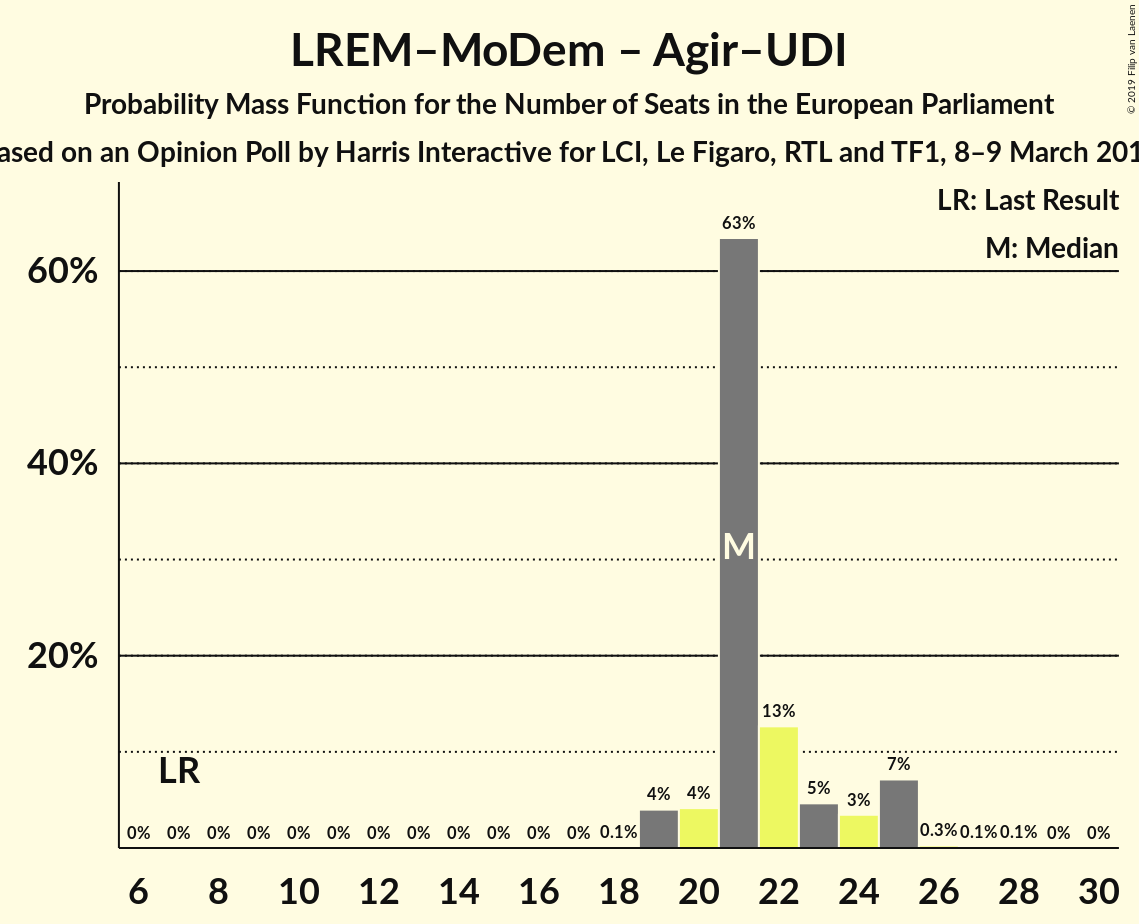 LREM–MoDem – Agir–UDI
Probability Mass Function for the Number of Seats in the European Parliament
ased on an Opinion Poll by Harris Interactive for LCI, Le Figaro, RTL and TF1, 8–9 March 201
© 2019 Filip van Laenen
LR: Last Result
M: Median
63%
60%
40%
M
20%
13%
LR
7%
4% 4% 5% 3%
0% 0% 0% 0% 0% 0% 0% 0% 0% 0% 0% 0% 0.1% 0.3% 0.1% 0.1% 0% 0%
6 8 10 12 14 16 18 20 22 24 26 28 30